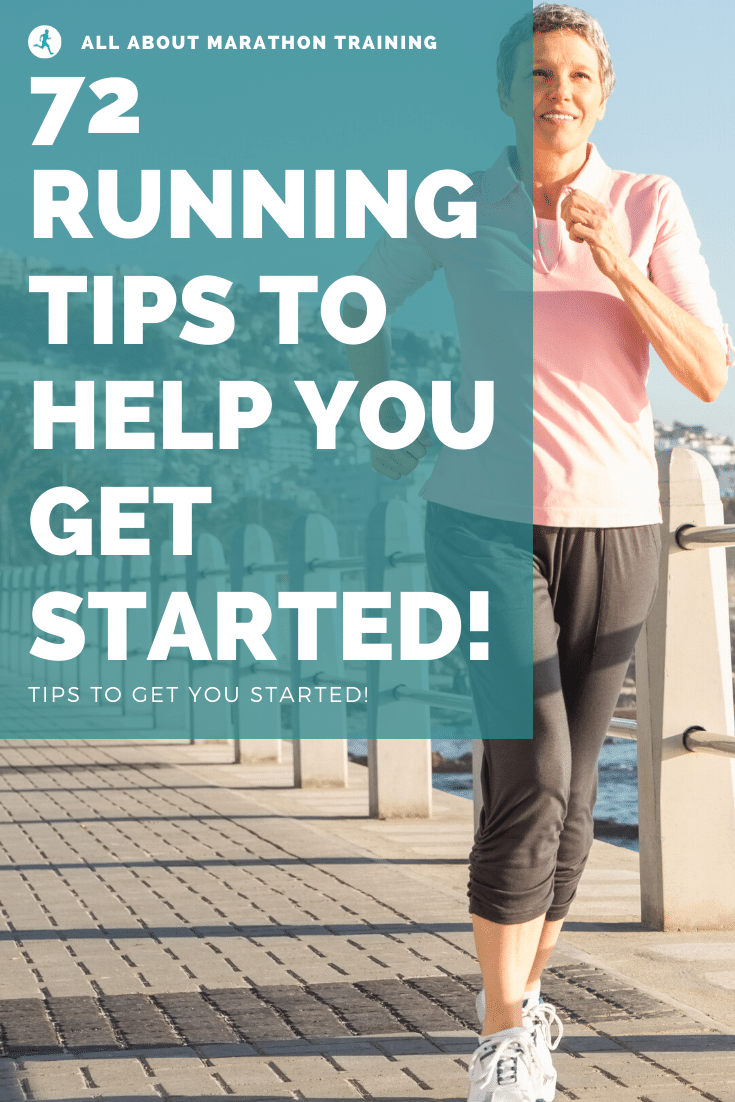 ALL ABOUT MARATHON TRAINING
72
RUNNING
TIPS TO
HELP YOU
GET
STARTED!
TIPS TO GET YOU STARTED!